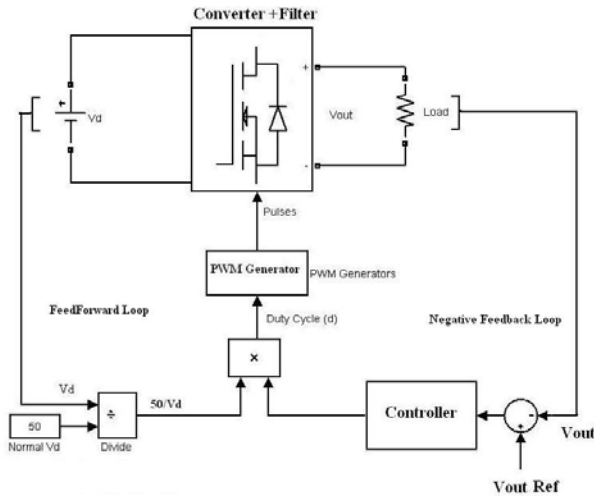 Converter +Filter
+
Vd
+
Vout
-
Load
Pulses
PWM Generator
PWM Generators
FeedForward Loop
Duty Cycle (d)
Negative Feedback Loop
×
Vd
50/Vd
÷
50
Normal Vd
Divide
Controller
-
+
Vout
Vout Ref